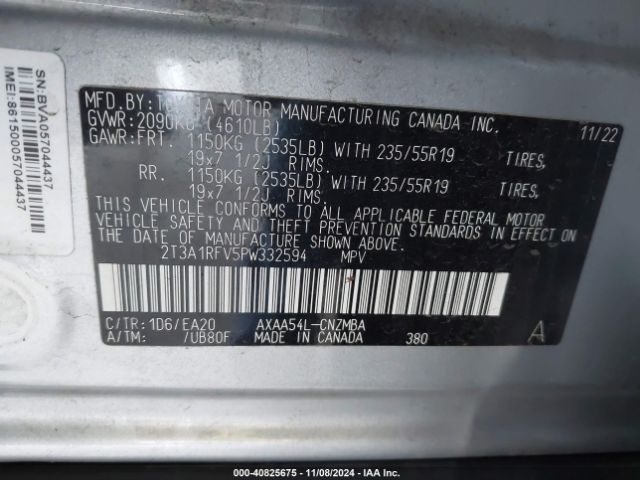 SN:BVA057044437
IMEI:861500057044437
MFD. BY: TOYOTA MOTOR MANUFACTURING CANADA INC.
GVWR: 2090KG (4610LB) 11/22
GAWR: FRT. 1150KG (2535LB) WITH 235/55R19 TIRES,
19x7 1/2J RIMS.
RR. 1150KG (2535LB) WITH 235/55R19 TIRES,
19x7 1/2J RIMS.
THIS VEHICLE CONFORMS TO ALL APPLICABLE FEDERAL MOTOR
VEHICLE SAFETY AND THEFT PREVENTION STANDARDS IN EFFECT ON
THE DATE OF MANUFACTURE SHOWN ABOVE.
2T3A1RFV5PW332594 MPV
C/TR: 1D6/EA20 AXAA54L-CNZMBA
A/TM: /UB80F MADE IN CANADA 380 A
000-40825675 - 11/08/2024 - IAA Inc.